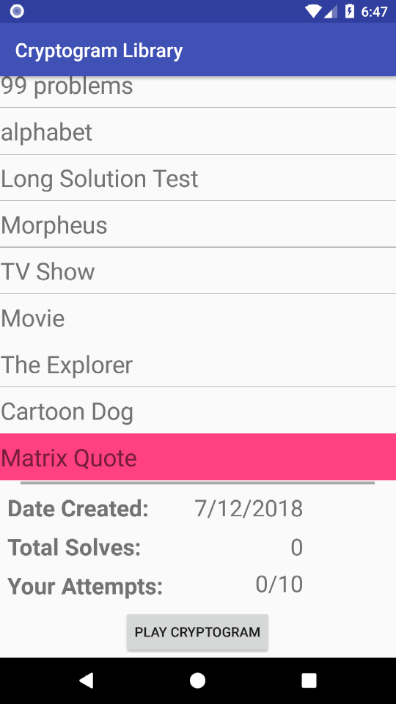 6:47
Cryptogram Library
99 problems
alphabet
Long Solution Test
Morpheus
TV Show
Movie
The Explorer
Cartoon Dog
Matrix Quote
Date Created: 7/12/2018
Total Solves: 0
Your Attempts: 0/10
PLAY CRYPTOGRAM